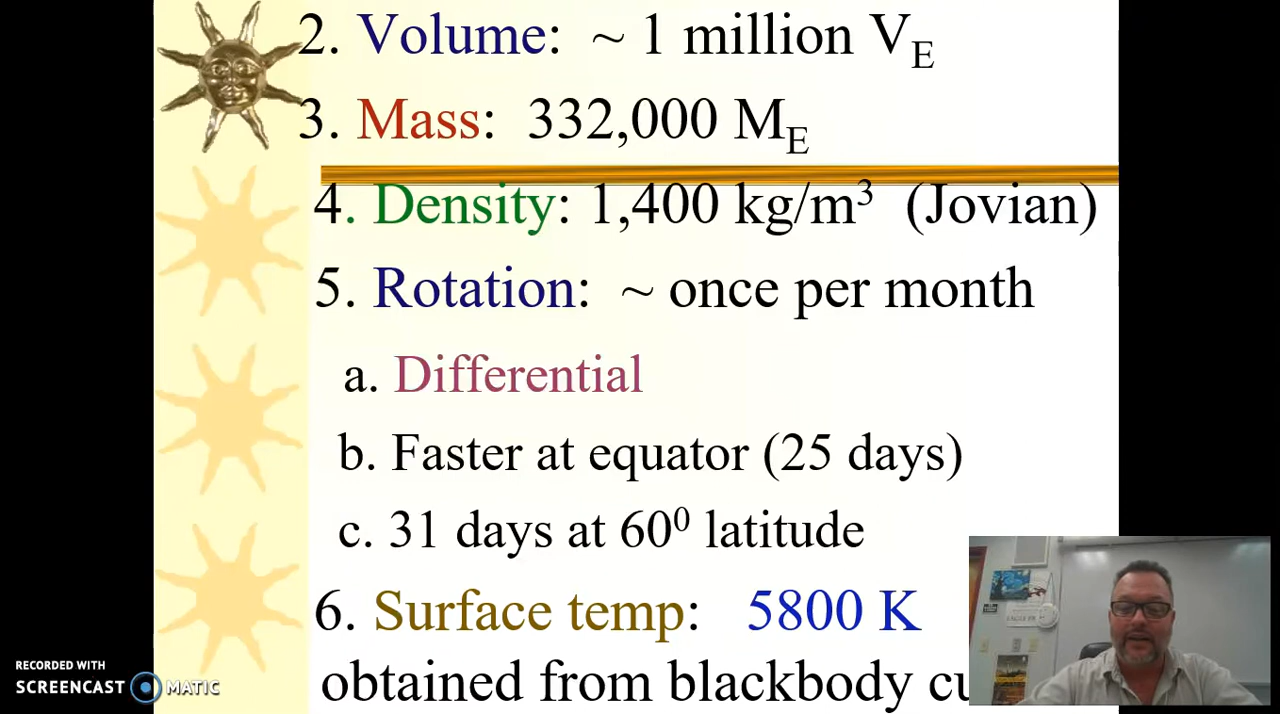 2. Volume: ~ 1 million VE
3. Mass: 332,000 ME
4. Density: 1,400 kg/m³ (Jovian)
5. Rotation: ~ once per month
a. Differential
b. Faster at equator (25 days)
c. 31 days at 60⁰ latitude
6. Surface temp: 5800 K
obtained from blackbody cu
RECORDED WITH
SCREENCAST MATIC